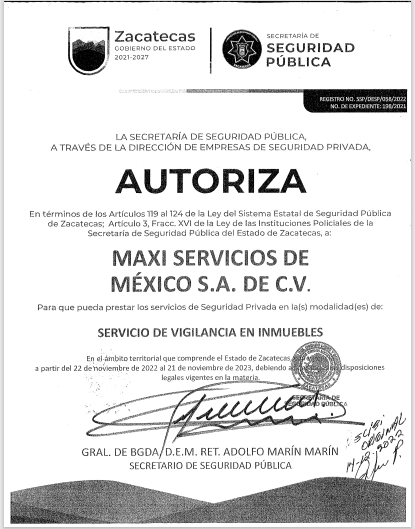 Zacatecas
GOBIERNO DEL ESTADO
2021-2027
SECRETARÍA DE
SEGURIDAD
PÚBLICA
REGISTRO NO. SSP/DESP/058/2022
NO. DE EXPEDIENTE: 198/2021
LA SECRETARÍA DE SEGURIDAD PÚBLICA,
A TRAVÉS DE LA DIRECCIÓN DE EMPRESAS DE SEGURIDAD PRIVADA,
AUTORIZA
En términos de los Artículos 119 al 124 de la Ley del Sistema Estatal de Seguridad Pública
de Zacatecas; Artículo 3, Fracc. XVI de la Ley de las Instituciones Policiales de la
Secretaría de Seguridad Pública del Estado de Zacatecas, a:
MAXI SERVICIOS DE
MÉXICO S.A. DE C.V.
Para que pueda prestar los servicios de Seguridad Privada en la(s) modalidad(es) de:
SERVICIO DE VIGILANCIA EN INMUEBLES
En el ámbito territorial que comprende el Estado de Zacatecas,
a partir del 22 de noviembre de 2022 al 21 de noviembre de 2023, debiendo disposiciones
legales vigentes en la materia.
SECRETARÍA DE
SEGURIDAD PÚBLICA
GRAL. DE BGDA/D.E.M. RET. ADOLFO MARÍN MARÍN
SECRETARIO DE SEGURIDAD PÚBLICA
ORIGINAL
14-12-2022